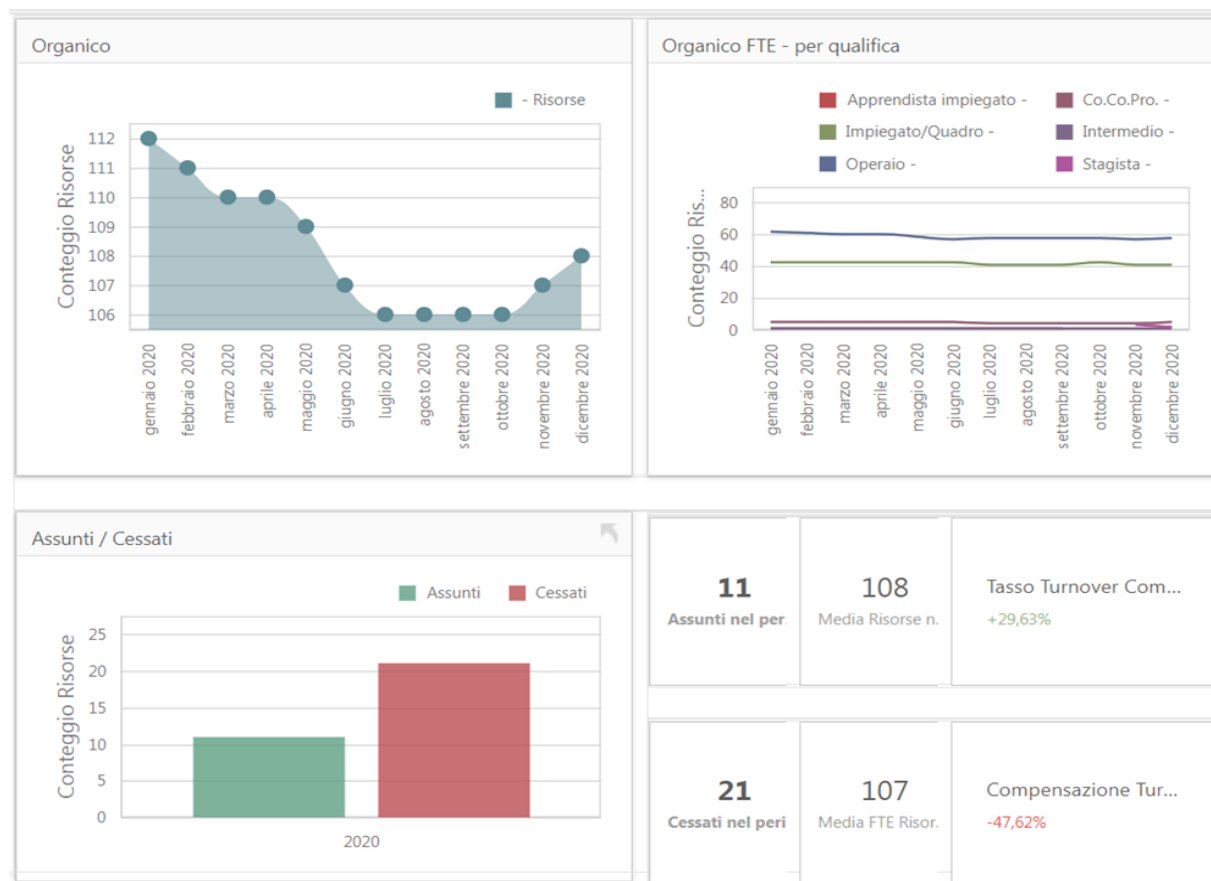 Organico
- Risorse
Conteggio Risorse
112
111
110
109
108
107
106
gennaio 2020
febbraio 2020
marzo 2020
aprile 2020
maggio 2020
giugno 2020
luglio 2020
agosto 2020
settembre 2020
ottobre 2020
novembre 2020
dicembre 2020
Organico FTE - per qualifica
Apprendista impiegato -
Co.Co.Pro. -
Impiegato/Quadro -
Intermedio -
Operaio -
Stagista -
Conteggio Ris...
80
60
40
20
0
gennaio 2020
febbraio 2020
marzo 2020
aprile 2020
maggio 2020
giugno 2020
luglio 2020
agosto 2020
settembre 2020
ottobre 2020
novembre 2020
dicembre 2020
Assunti / Cessati
Assunti
Cessati
Conteggio Risorse
25
20
15
10
5
0
2020
11
Assunti nel per
108
Media Risorse n.
Tasso Turnover Com...
+29,63%
21
Cessati nel peri
107
Media FTE Risor.
Compensazione Tur...
-47,62%